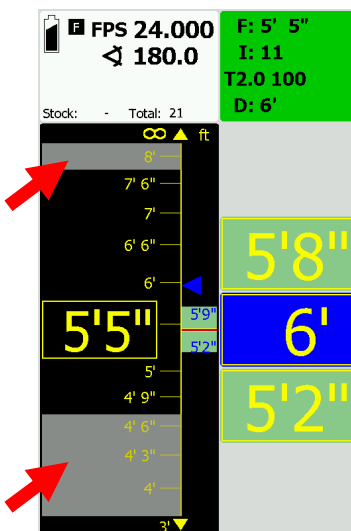 F FPS 24.000
180.0
Stock: - Total: 21
F: 5' 5"
I: 11
T2.0 100
D: 6'
∞ ft
8'
7' 6"
7'
6' 6"
6'
5'9"
5'5"
5'2"
5'
4' 9"
4' 6"
4' 3"
4'
3'
5'8"
6'
5'2"